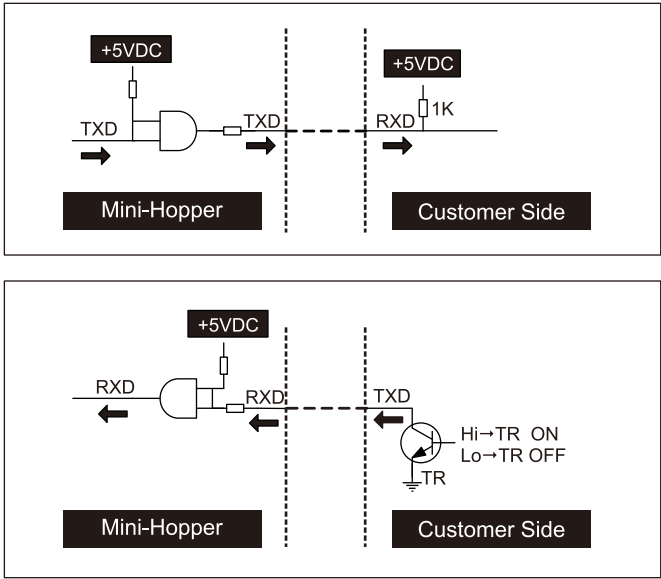 +5VDC
+5VDC
1K
TXD
TXD
RXD
Mini-Hopper
Customer Side
+5VDC
RXD
RXD
TXD
Hi→TR ON
Lo→TR OFF
TR
Mini-Hopper
Customer Side